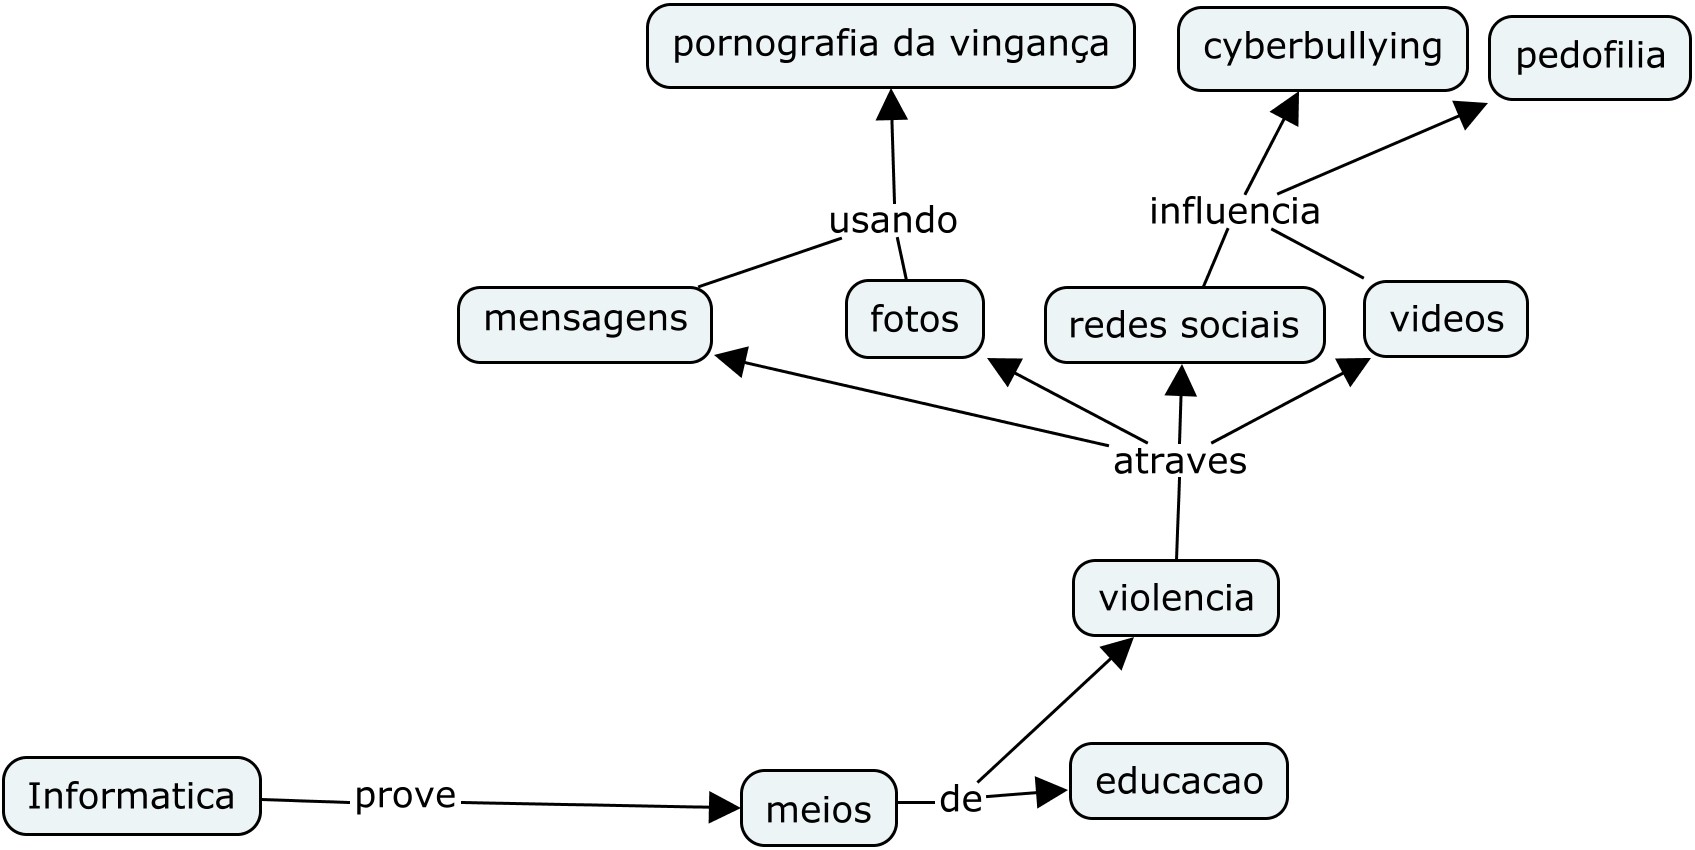 pornografia da vingança
cyberbullying
pedofilia
usando
influencia
mensagens
fotos
redes sociais
videos
atraves
violencia
Informatica
prove
meios
de
educacao